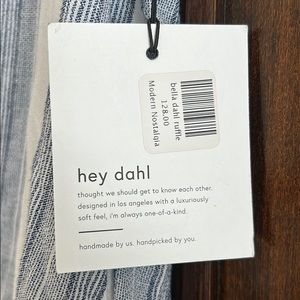 bella dahl ruffle
128.00
Modern Nostalgia
hey dahl
thought we should get to know each other.
designed in los angeles with a luxuriously
soft feel, i'm always one-of-a-kind.
handmade by us. handpicked by you.